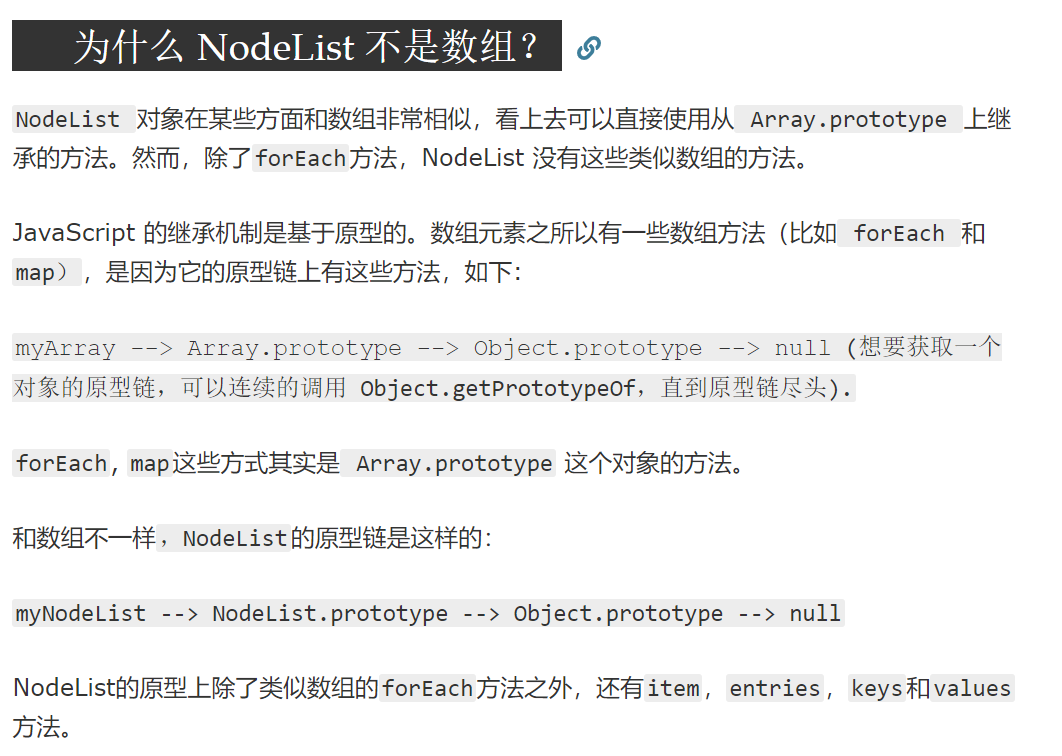 为什么 NodeList 不是数组？
NodeList 对象在某些方面和数组非常相似，看上去可以直接使用从 Array.prototype 上继
承的方法。然而，除了forEach方法，NodeList 没有这些类似数组的方法。
JavaScript 的继承机制是基于原型的。数组元素之所以有一些数组方法（比如 forEach 和
map），是因为它的原型链上有这些方法，如下：
myArray --> Array.prototype --> Object.prototype --> null (想要获取一个
对象的原型链，可以连续的调用 Object.getPrototypeOf，直到原型链尽头).
forEach, map这些方式其实是 Array.prototype 这个对象的方法。
和数组不一样，NodeList的原型链是这样的：
myNodeList --> NodeList.prototype --> Object.prototype --> null
NodeList的原型上除了类似数组的forEach方法之外，还有item，entries，keys和values
方法。